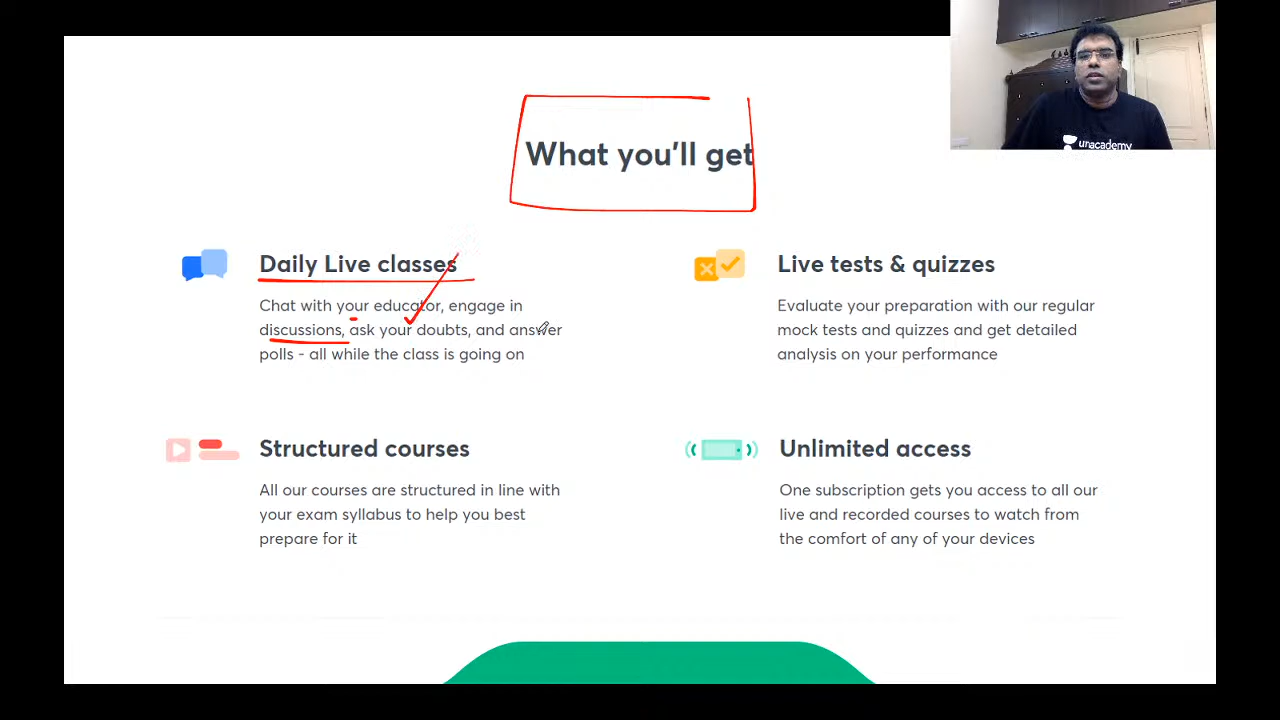 unacademy
What you'll get
Daily Live classes
Chat with your educator, engage in
discussions, ask your doubts, and answer
polls - all while the class is going on
Live tests & quizzes
Evaluate your preparation with our regular
mock tests and quizzes and get detailed
analysis on your performance
Structured courses
All our courses are structured in line with
your exam syllabus to help you best
prepare for it
Unlimited access
One subscription gets you access to all our
live and recorded courses to watch from
the comfort of any of your devices